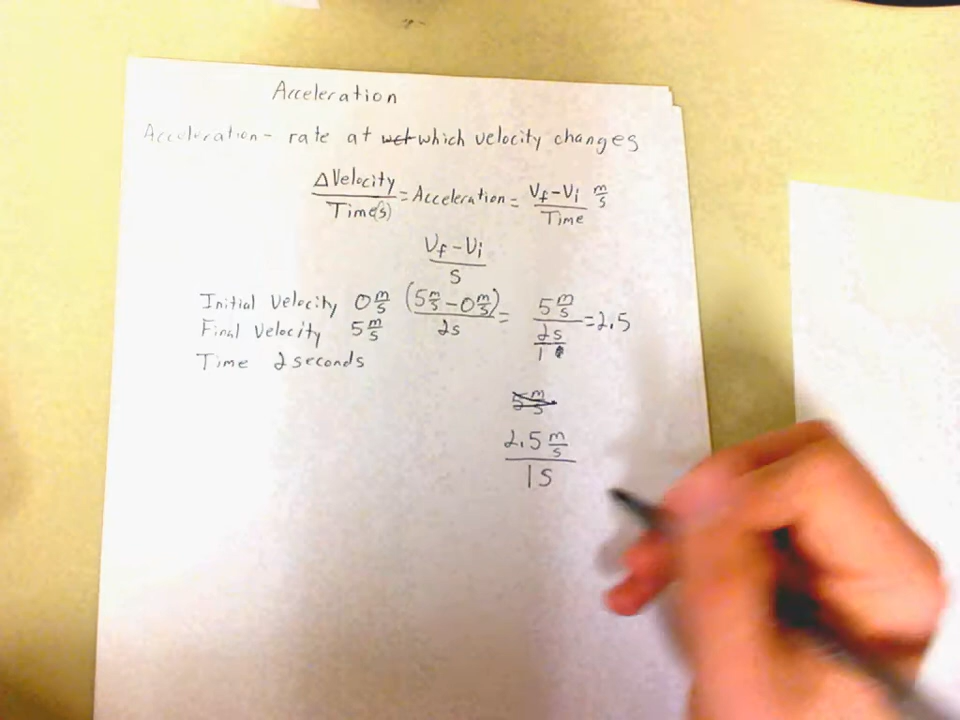 Acceleration
Acceleration - rate at which velocity changes
ΔVelocity/Time(s) = Acceleration = Vf-Vi/Time m/s
Vf-Vi/s
Initial Velocity 0 m/s (5 m/s - 0 m/s)/2s = 5 m/s/2s/1 = 2.5
Final Velocity 5 m/s
Time 2 seconds
5 m/s
2.5 m/s/1s